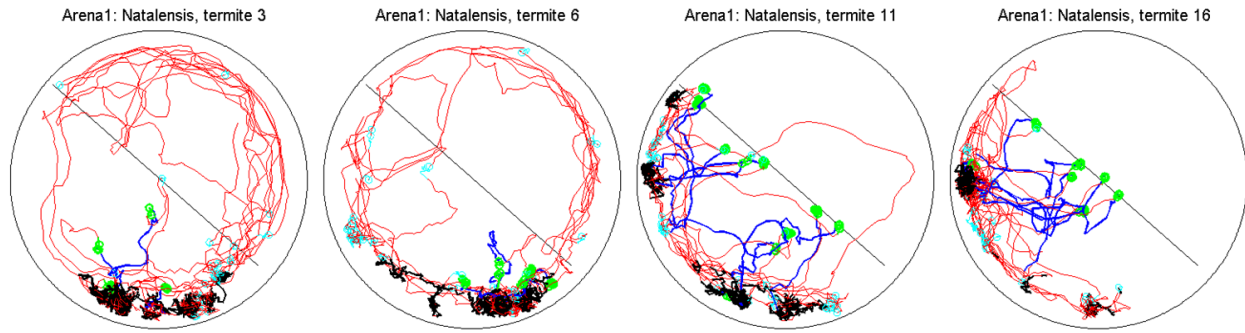 Arena1: Natalensis, termite 3
Arena1: Natalensis, termite 6
Arena1: Natalensis, termite 11
Arena1: Natalensis, termite 16